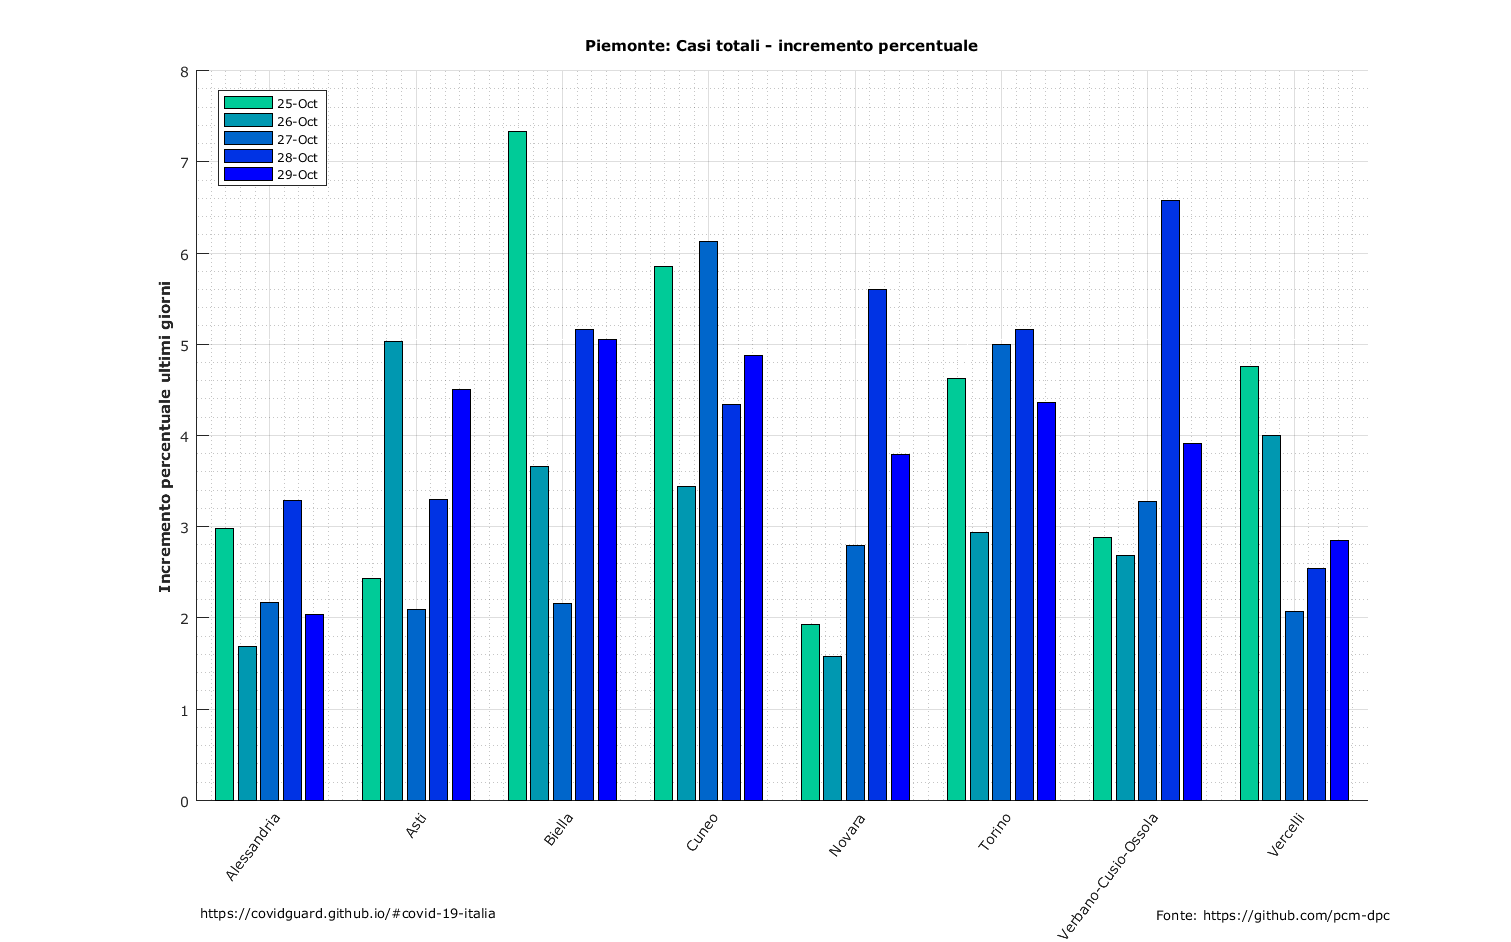 Piemonte: Casi totali - incremento percentuale
Incremento percentuale ultimi giorni
8
7
6
5
4
3
2
1
0
25-Oct
26-Oct
27-Oct
28-Oct
29-Oct
Alessandria
Asti
Biella
Cuneo
Novara
Torino
Verbano-Cusio-Ossola
Vercelli
https://covidguard.github.io/#covid-19-italia
Fonte: https://github.com/pcm-dpc